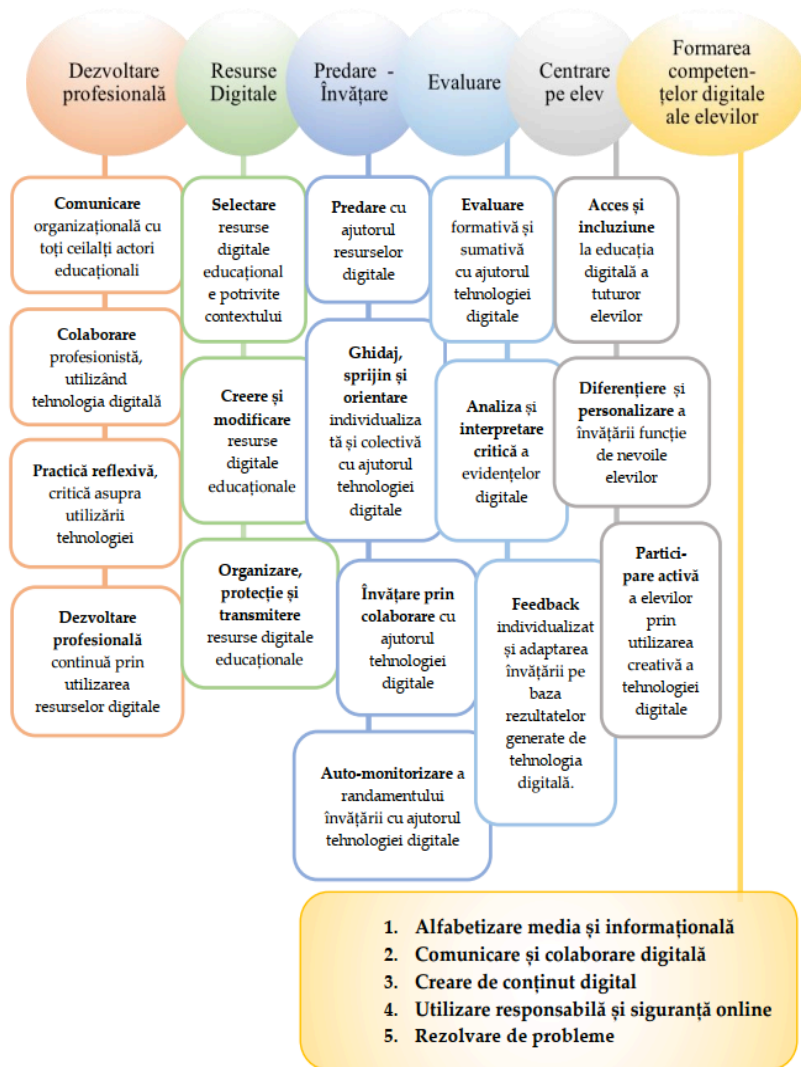 Dezvoltare
profesională
Resurse
Digitale
Predare -
Învățare
Evaluare
Centrare
pe elev
Formarea
competen-
țelor digitale
ale elevilor
Comunicare
organizațională cu
toți ceilalți actori
educaționali
Colaborare
profesionistă,
utilizând
tehnologia digitală
Practică reflexivă,
critică asupra
utilizării
tehnologiei
Dezvoltare
profesională
continuă prin
utilizarea
resurselor digitale
Selectare
resurse
digitale
educațional
e potrivite
contextului
Creere și
modificare
resurse
digitale
educaționale
Organizare,
protecție și
transmitere
resurse digitale
educaționale
Predare cu
ajutorul
resurselor
digitale
Ghidaj,
sprijin și
orientare
individualiza
tă și colectivă
cu ajutorul
tehnologiei
digitale
Învățare prin
colaborare cu
ajutorul
tehnologiei
digitale
Auto-monitorizare a
randamentului
învățării cu ajutorul
tehnologiei digitale
Evaluare
formativă și
sumativă
cu ajutorul
tehnologiei
digitale
Analiza și
interpretare
critică a
evidențelor
digitale
Feedback
individualizat
și adaptarea
învățării pe
baza
rezultatelor
generate de
tehnologia
digitală.
Acces și
incluziune
la educația
digitală a
tuturor
elevilor
Diferențiere și
personalizare a
învățării funcție
de nevoile
elevilor
Partici-
pare activă
a elevilor
prin
utilizarea
creativă a
tehnologiei
digitale
1. Alfabetizare media și informațională
2. Comunicare și colaborare digitală
3. Creare de conținut digital
4. Utilizare responsabilă și siguranță online
5. Rezolvare de probleme